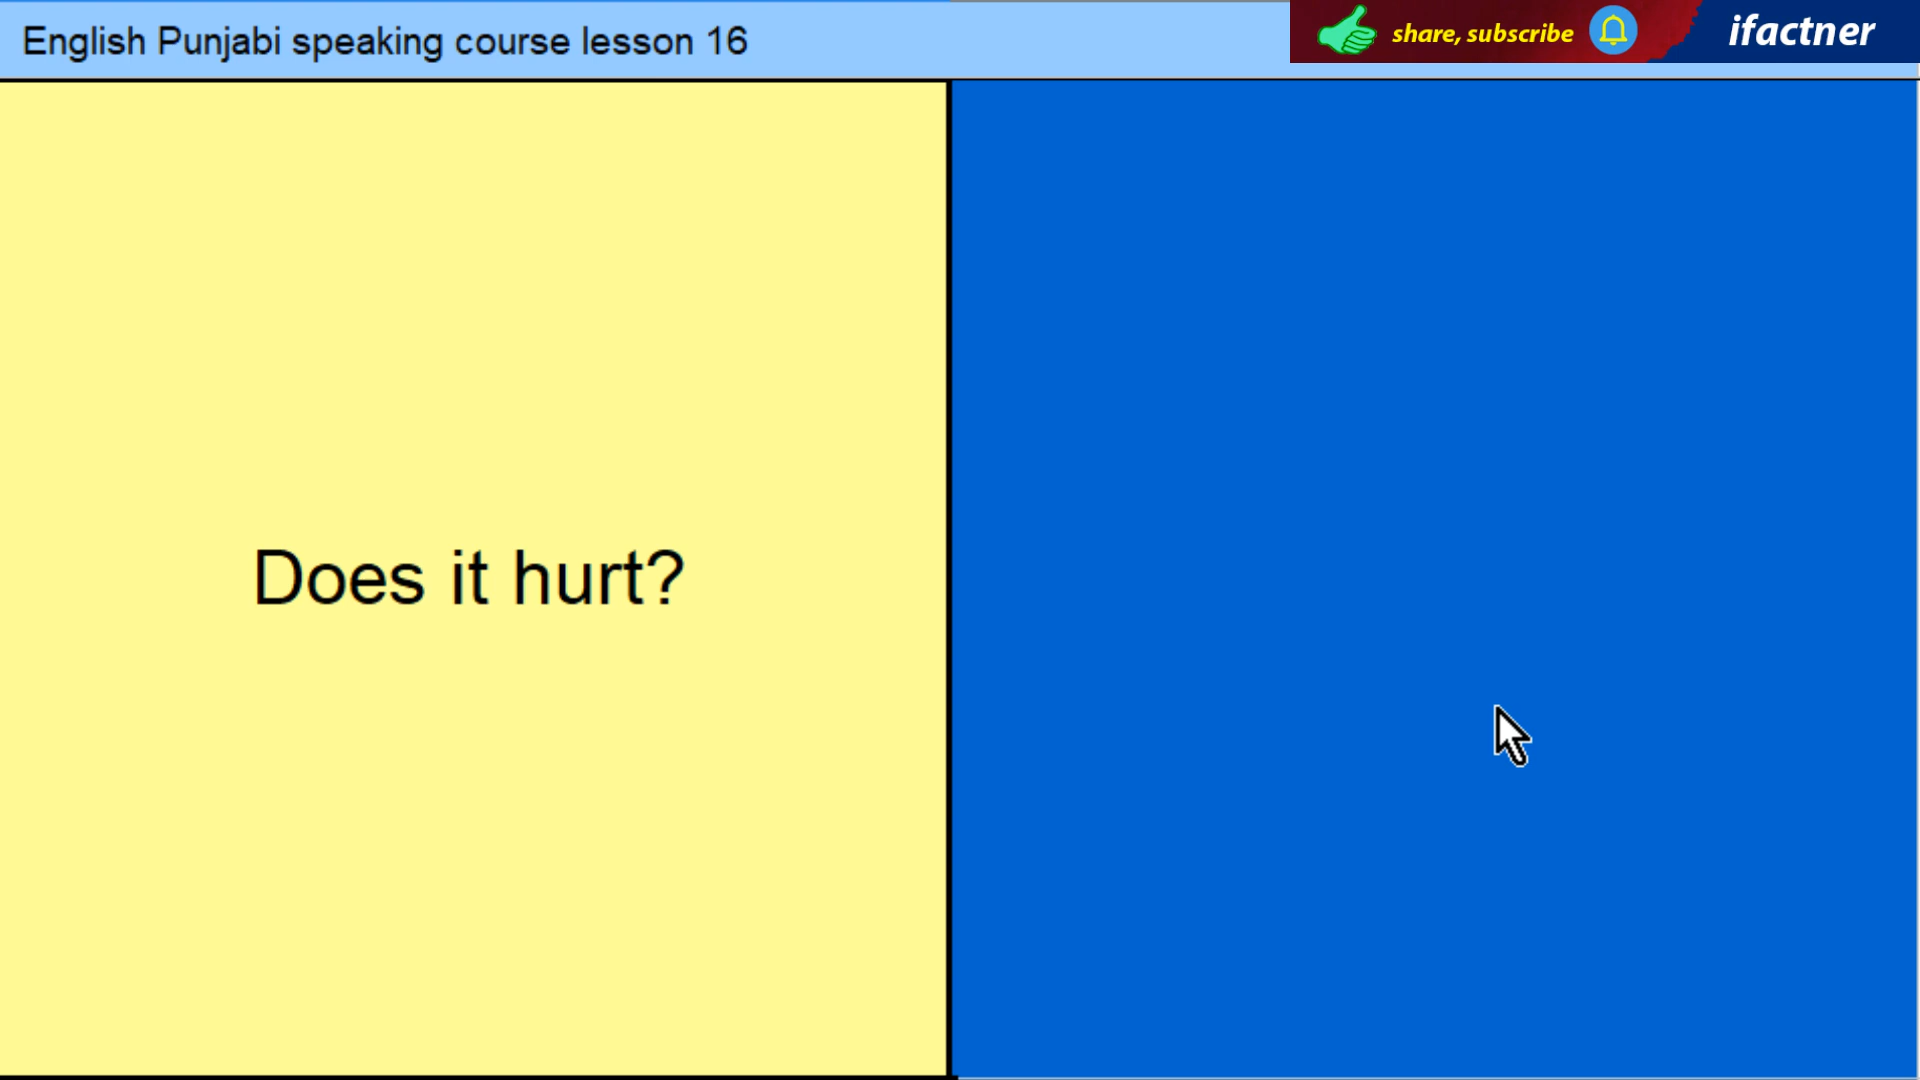 English Punjabi speaking course lesson 16
share, subscribe
ifactner
Does it hurt?